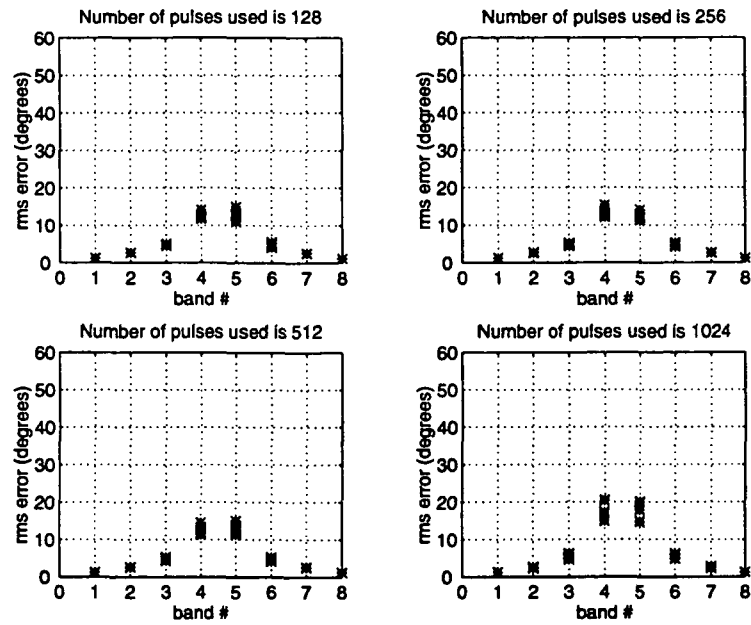 Number of pulses used is 128
60
50
40
30
20
10
0
rms error (degrees)
0 1 2 3 4 5 6 7 8
band #
Number of pulses used is 256
60
50
40
30
20
10
0
rms error (degrees)
0 1 2 3 4 5 6 7 8
band #
Number of pulses used is 512
60
50
40
30
20
10
0
rms error (degrees)
0 1 2 3 4 5 6 7 8
band #
Number of pulses used is 1024
60
50
40
30
20
10
0
rms error (degrees)
0 1 2 3 4 5 6 7 8
band #